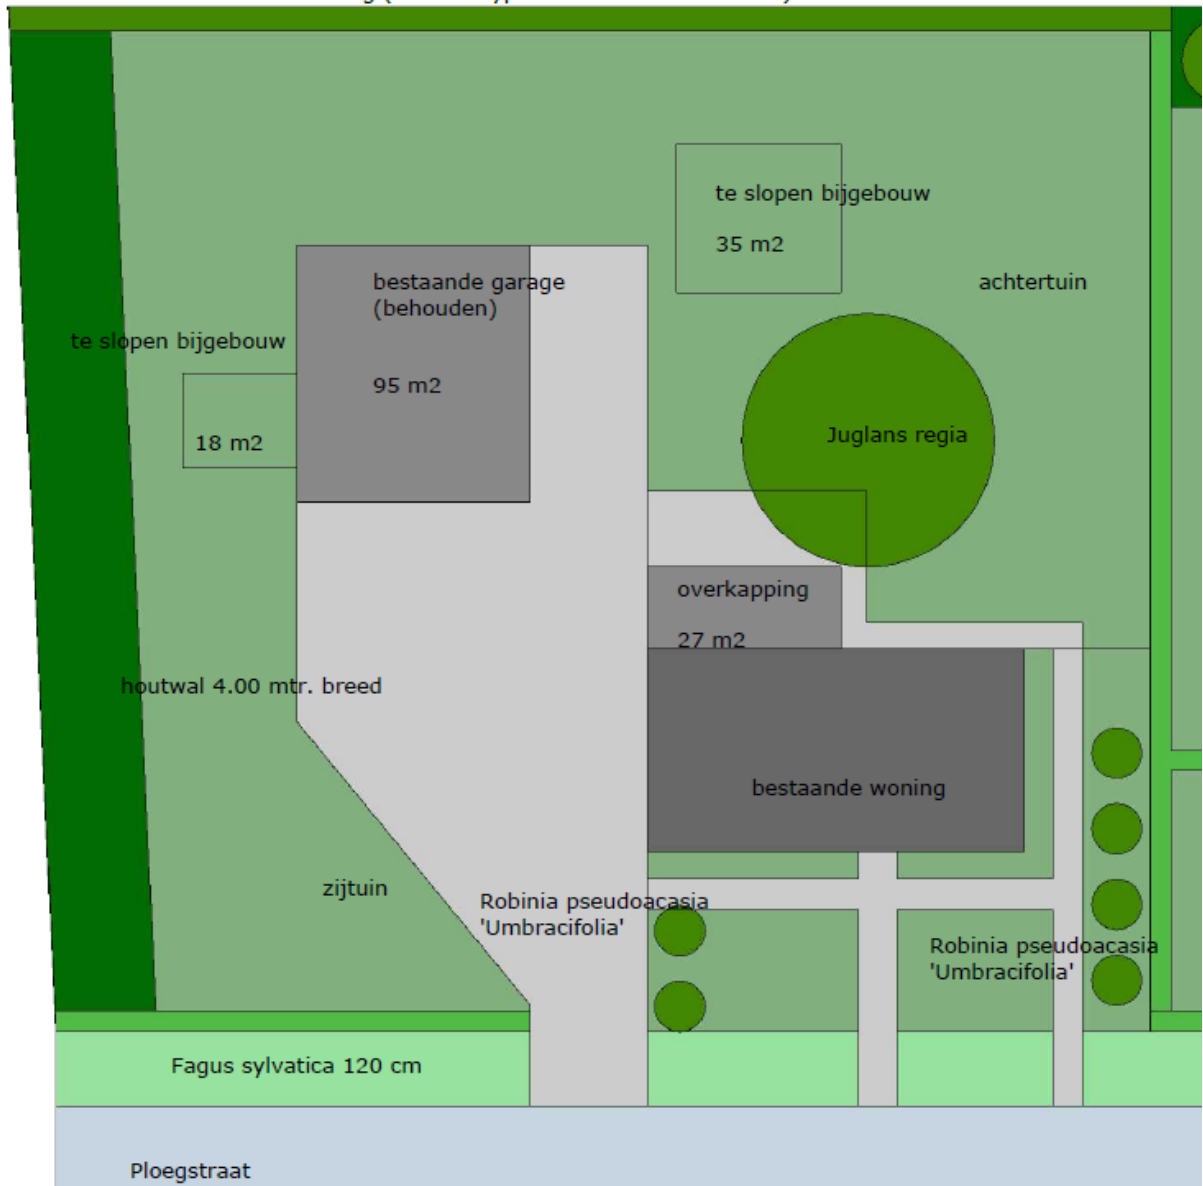 te slopen bijgebouw
35 m2
bestaande garage
(behouden)
achtertuin
te slopen bijgebouw
95 m2
18 m2
Juglans regia
overkapping
27 m2
houtwal 4.00 mtr. breed
bestaande woning
zijtuin
Robinia pseudoacasia
'Umbracifolia'
Robinia pseudoacasia
'Umbracifolia'
Fagus sylvatica 120 cm
Ploegstraat